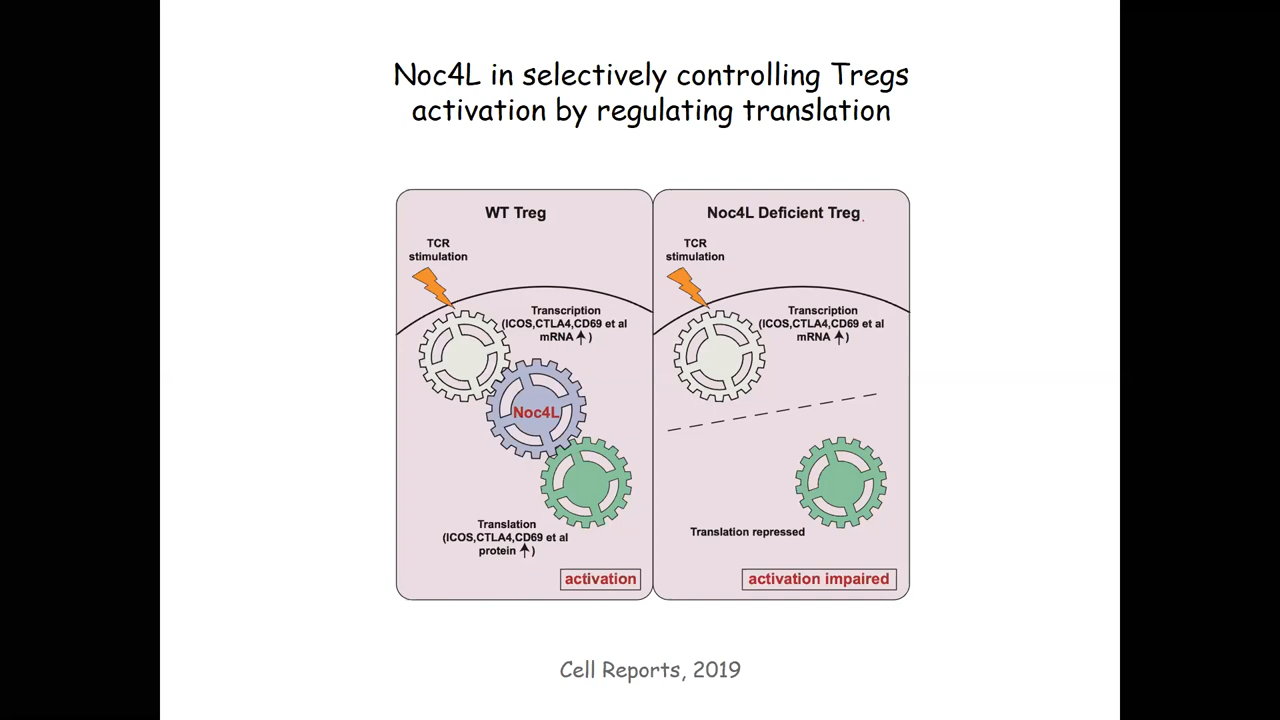 Noc4L in selectively controlling Tregs
activation by regulating translation
WT Treg
TCR
stimulation
Transcription
(ICOS,CTLA4,CD69 et al
mRNA ↑)
Noc4L
Translation
(ICOS,CTLA4,CD69 et al
protein ↑)
activation
Noc4L Deficient Treg
TCR
stimulation
Transcription
(ICOS,CTLA4,CD69 et al
mRNA ↑)
Translation repressed
activation impaired
Cell Reports, 2019